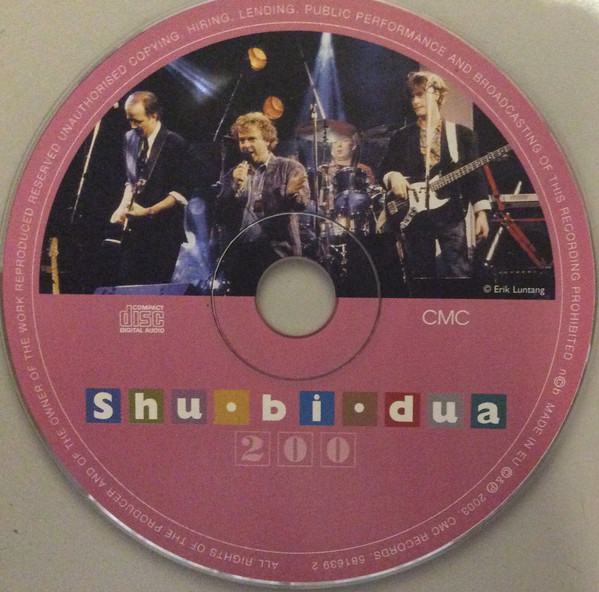 ALL RIGHTS OF THE PRODUCER AND OF THE OWNER OF THE WORK REPRODUCED RESERVED UNAUTHORISED COPYING, HIRING, LENDING, PUBLIC PERFORMANCE AND BROADCASTING OF THIS RECORDING PROHIBITED n©b MADE IN EU ©&℗ 2003, CMC RECORDS, 581639 2
© Erik Luntang
COMPACT
disc
DIGITAL AUDIO
CMC
Shu·bi·dua
200